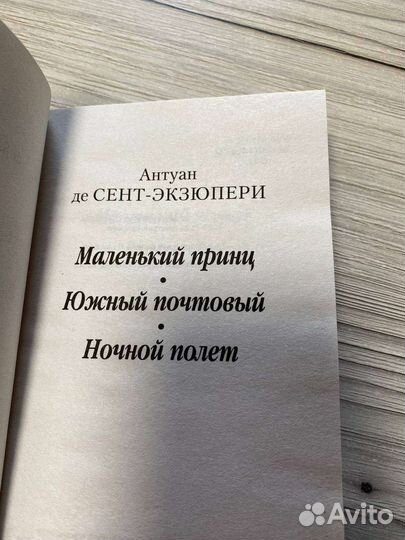 Антуан
де СЕНТ-ЭКЗЮПЕРИ
Маленький принц
•
Южный почтовый
•
Ночной полет
Avito